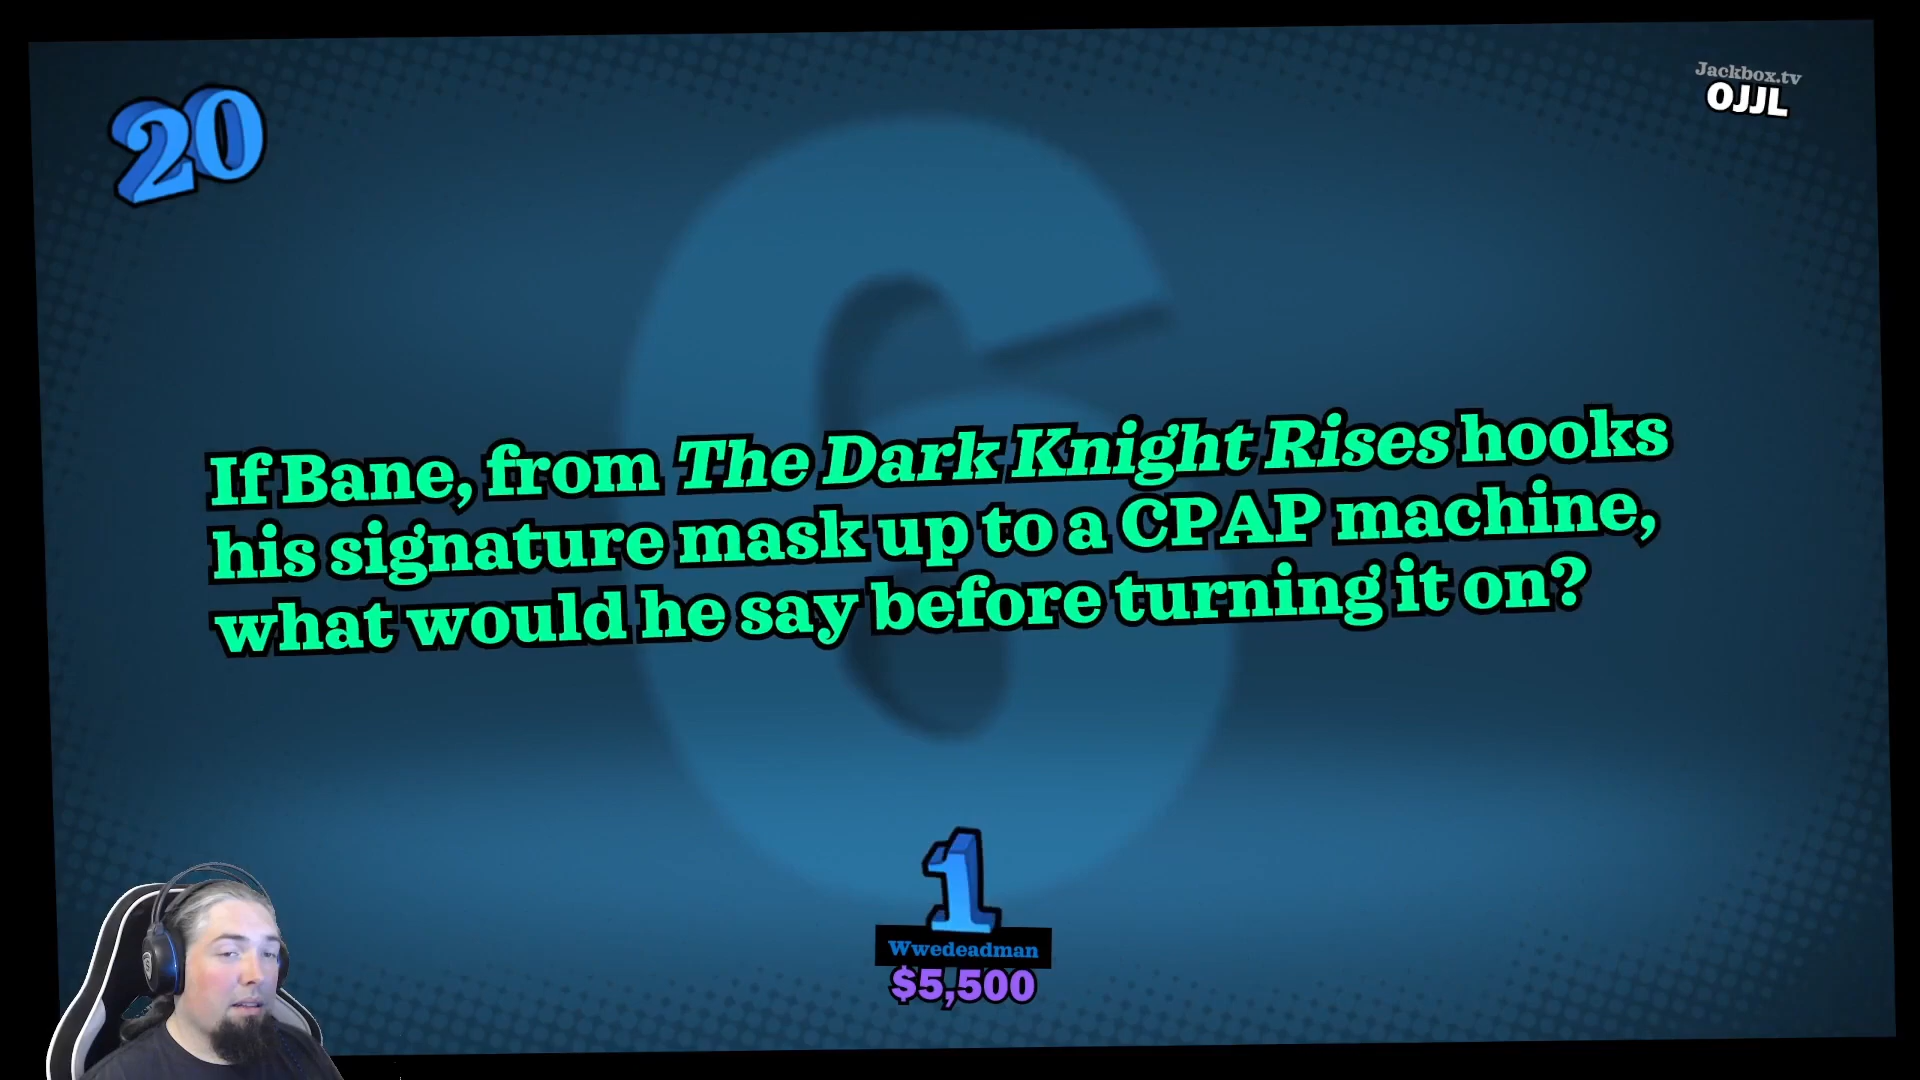 20
Jackbox.tv
OJJL
If Bane, from The Dark Knight Rises hooks
his signature mask up to a CPAP machine,
what would he say before turning it on?
1
Wwedeadman
$5,500